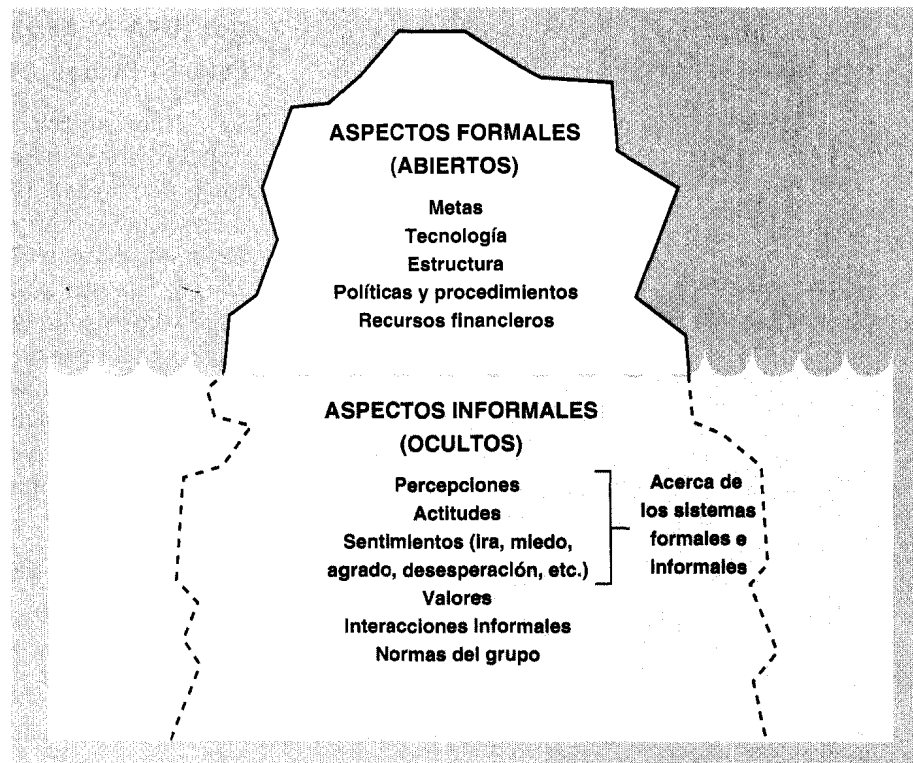 ASPECTOS FORMALES
(ABIERTOS)
Metas
Tecnología
Estructura
Políticas y procedimientos
Recursos financieros
ASPECTOS INFORMALES
(OCULTOS)
Percepciones
Actitudes
Sentimientos (ira, miedo,
agrado, desesperación, etc.)
Valores
Interacciones Informales
Normas del grupo
Acerca de
los sistemas
formales e
informales